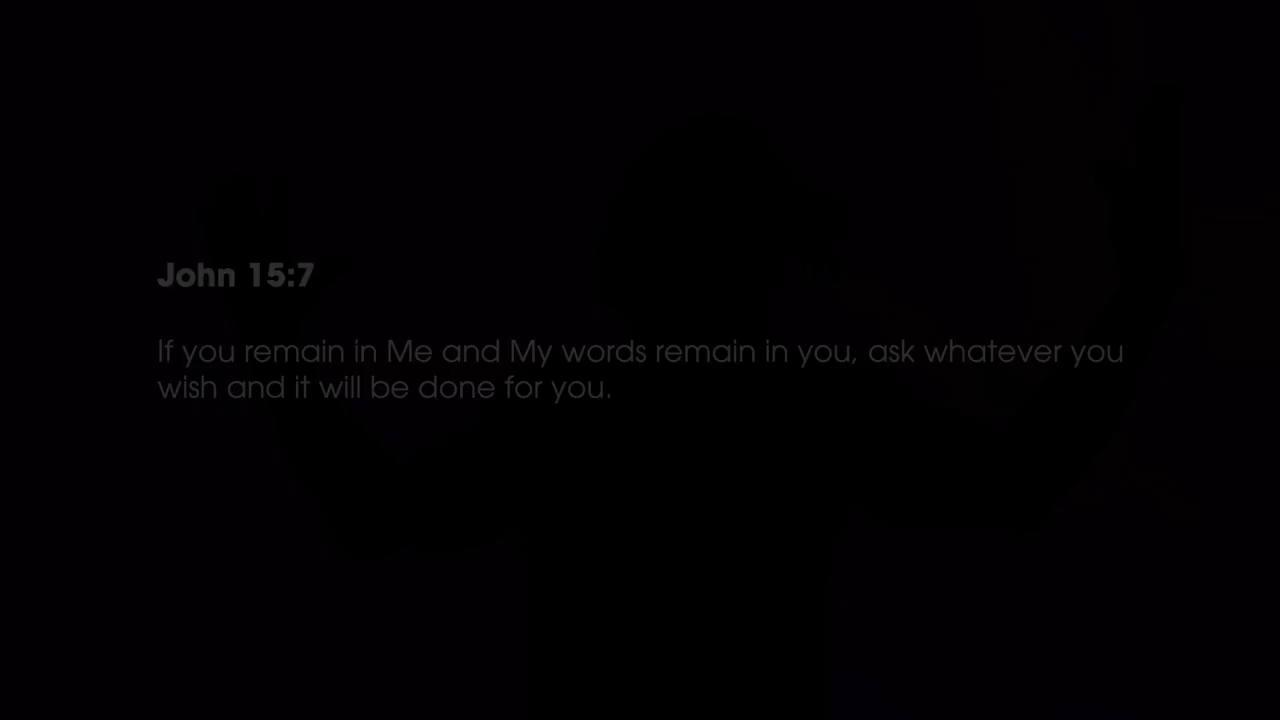 John 15:7
If you remain in Me and My words remain in you, ask whatever you
wish and it will be done for you.